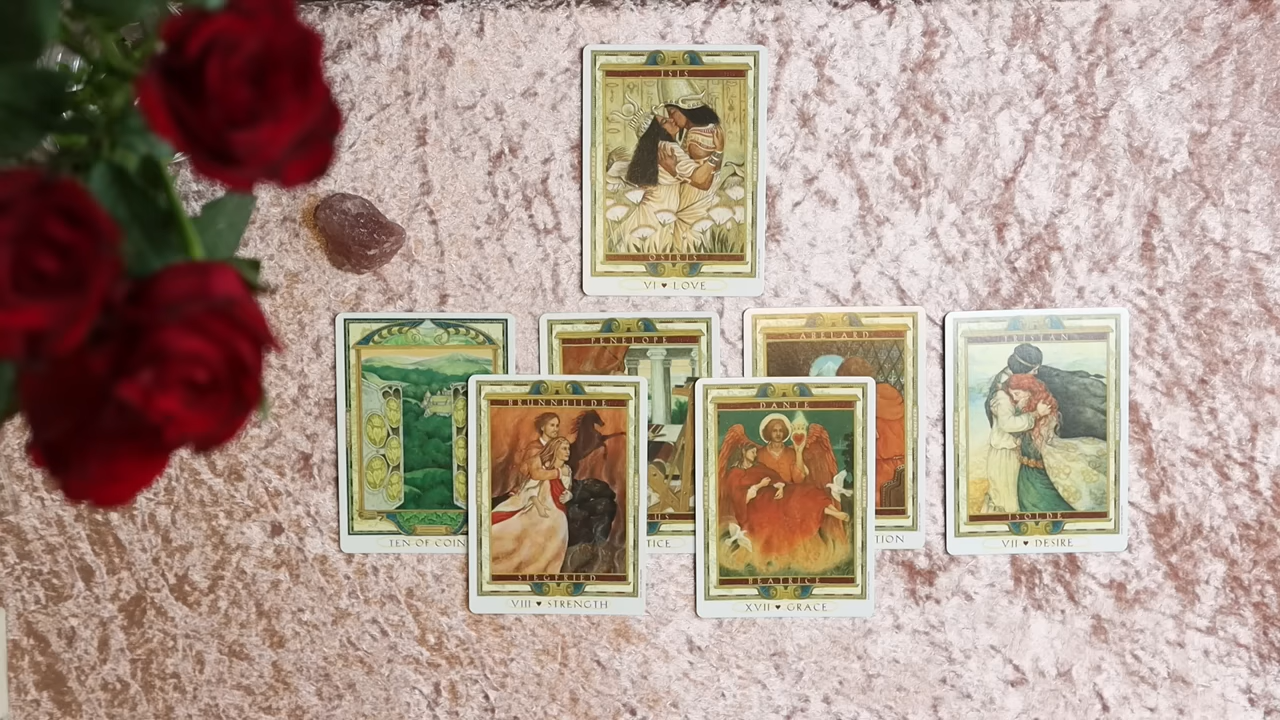 ISIS
OSIRIS
VI ♥ LOVE
TEN OF COIN
PENELOPE
US
TICE
ABELARD
TION
TRISTAN
ISOLDE
VII ♥ DESIRE
BRUNNHILDE
SIEGFRIED
VIII ♥ STRENGTH
DANTE
BEATRICE
XVII ♥ GRACE